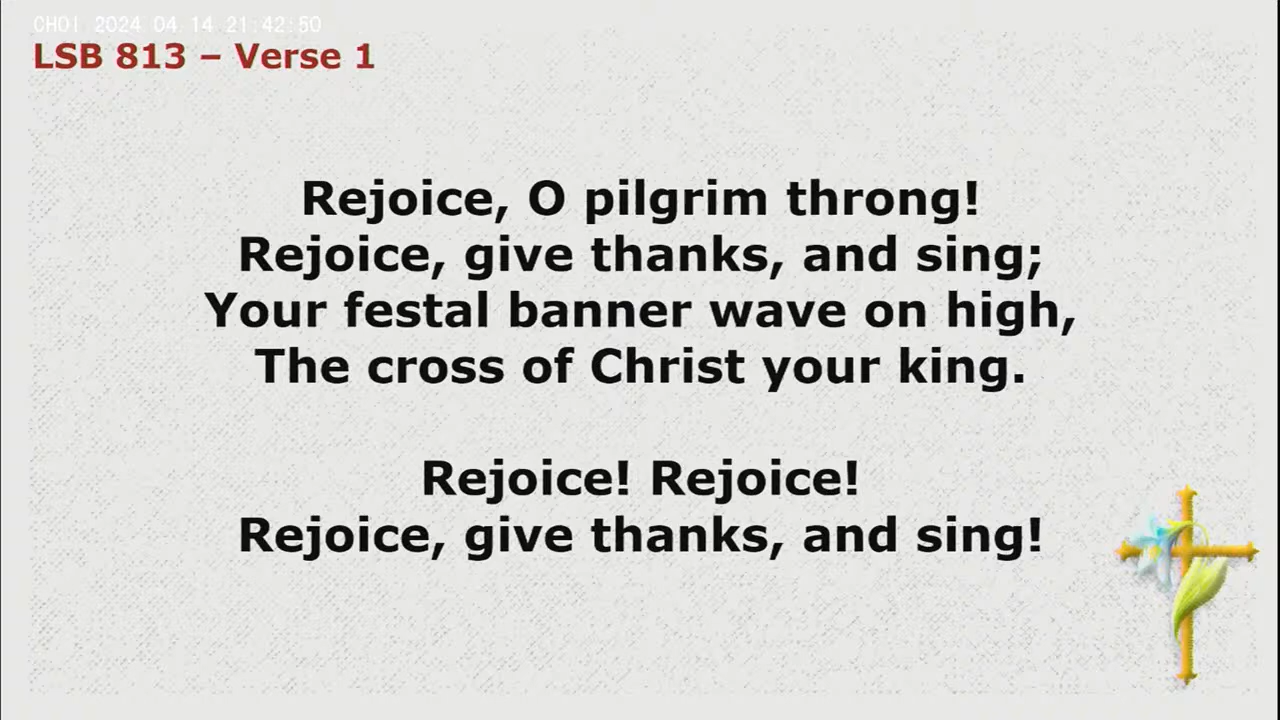 CH01 2024 04 14 21:42:50
LSB 813 – Verse 1
Rejoice, O pilgrim throng!
Rejoice, give thanks, and sing;
Your festal banner wave on high,
The cross of Christ your king.
Rejoice! Rejoice!
Rejoice, give thanks, and sing!